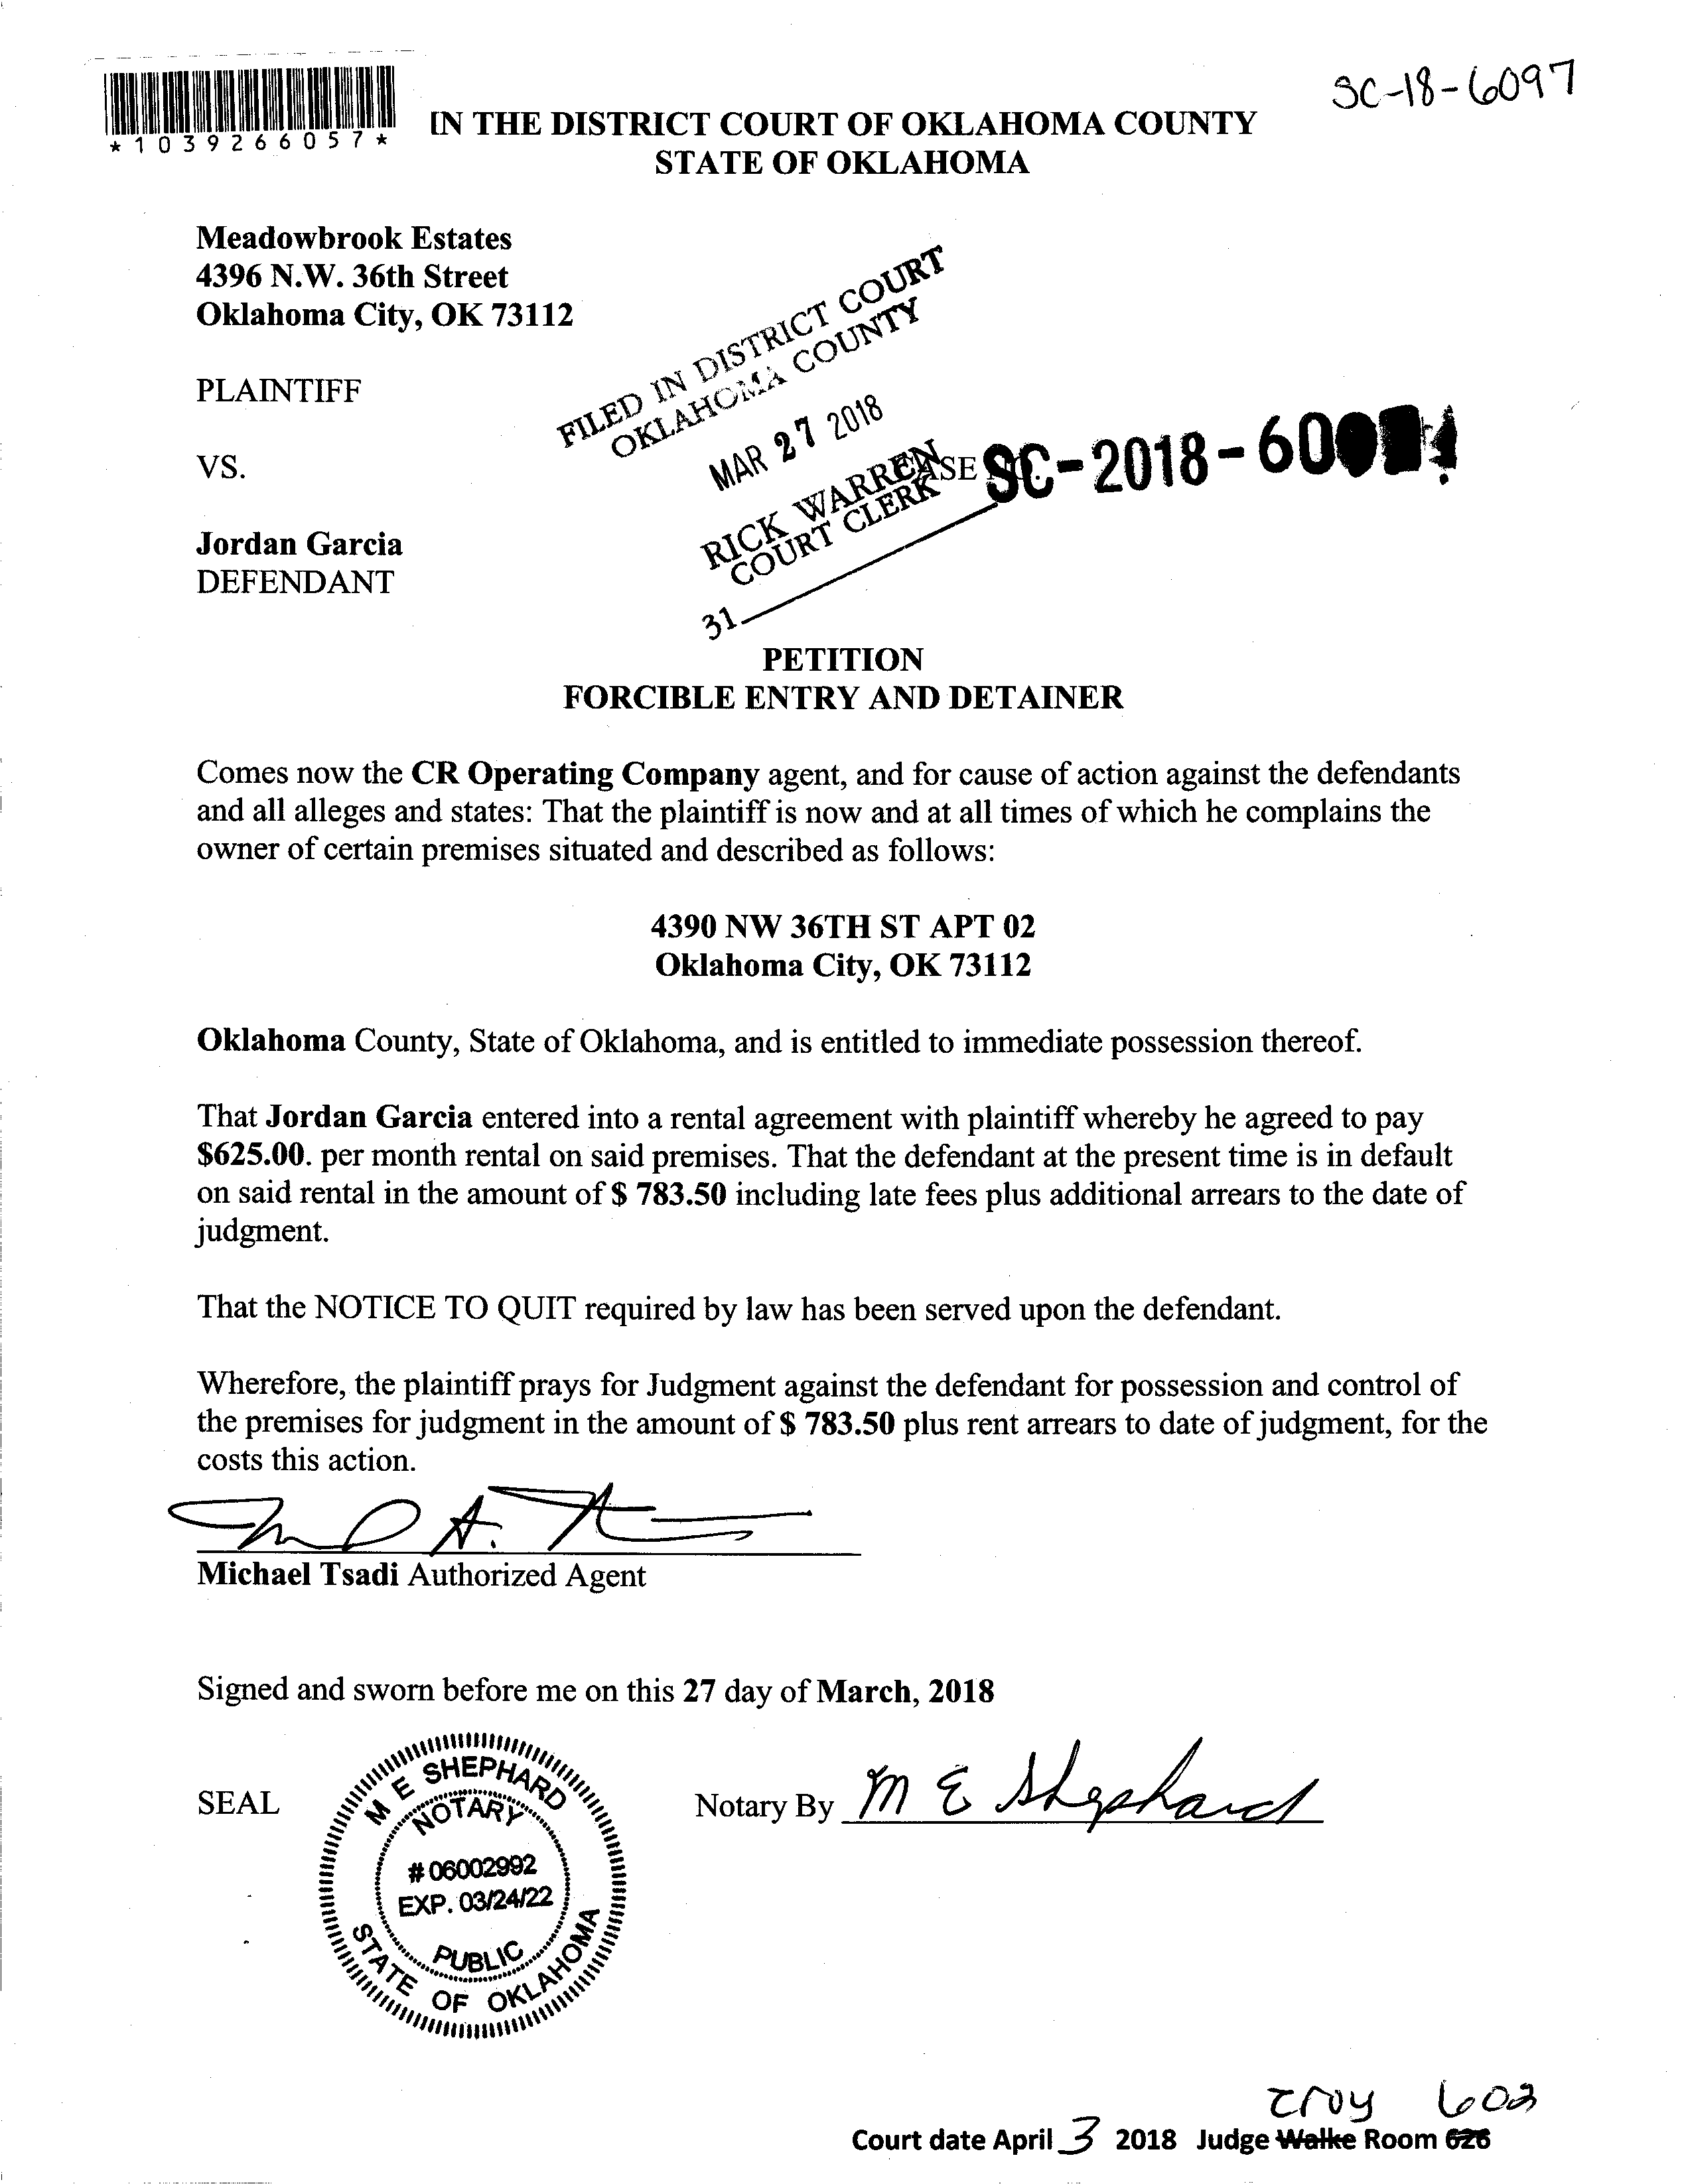 SC-18-6097
*1039266057*
IN THE DISTRICT COURT OF OKLAHOMA COUNTY
STATE OF OKLAHOMA
Meadowbrook Estates
4396 N.W. 36th Street
Oklahoma City, OK 73112
PLAINTIFF
FILED IN DISTRICT COURT
OKLAHOMA COUNTY
MAR 27 2018
RICK WARREN
COURT CLERK
31
VS.
SC-2018-60
Jordan Garcia
DEFENDANT
PETITION
FORCIBLE ENTRY AND DETAINER
Comes now the CR Operating Company agent, and for cause of action against the defendants
and all alleges and states: That the plaintiff is now and at all times of which he complains the
owner of certain premises situated and described as follows:
4390 NW 36TH ST APT 02
Oklahoma City, OK 73112
Oklahoma County, State of Oklahoma, and is entitled to immediate possession thereof.
That Jordan Garcia entered into a rental agreement with plaintiff whereby he agreed to pay
$625.00. per month rental on said premises. That the defendant at the present time is in default
on said rental in the amount of $ 783.50 including late fees plus additional arrears to the date of
judgment.
That the NOTICE TO QUIT required by law has been served upon the defendant.
Wherefore, the plaintiff prays for Judgment against the defendant for possession and control of
the premises for judgment in the amount of $ 783.50 plus rent arrears to date of judgment, for the
costs this action.
Michael Tsadi Authorized Agent
Signed and sworn before me on this 27 day of March, 2018
SEAL
M E SHEPHARD
NOTARY
# 06002992
EXP. 03/24/22
PUBLIC
STATE OF OKLAHOMA
Notary By M E Shephard
Troy 602
Court date April 3 2018 Judge Walke Room 626